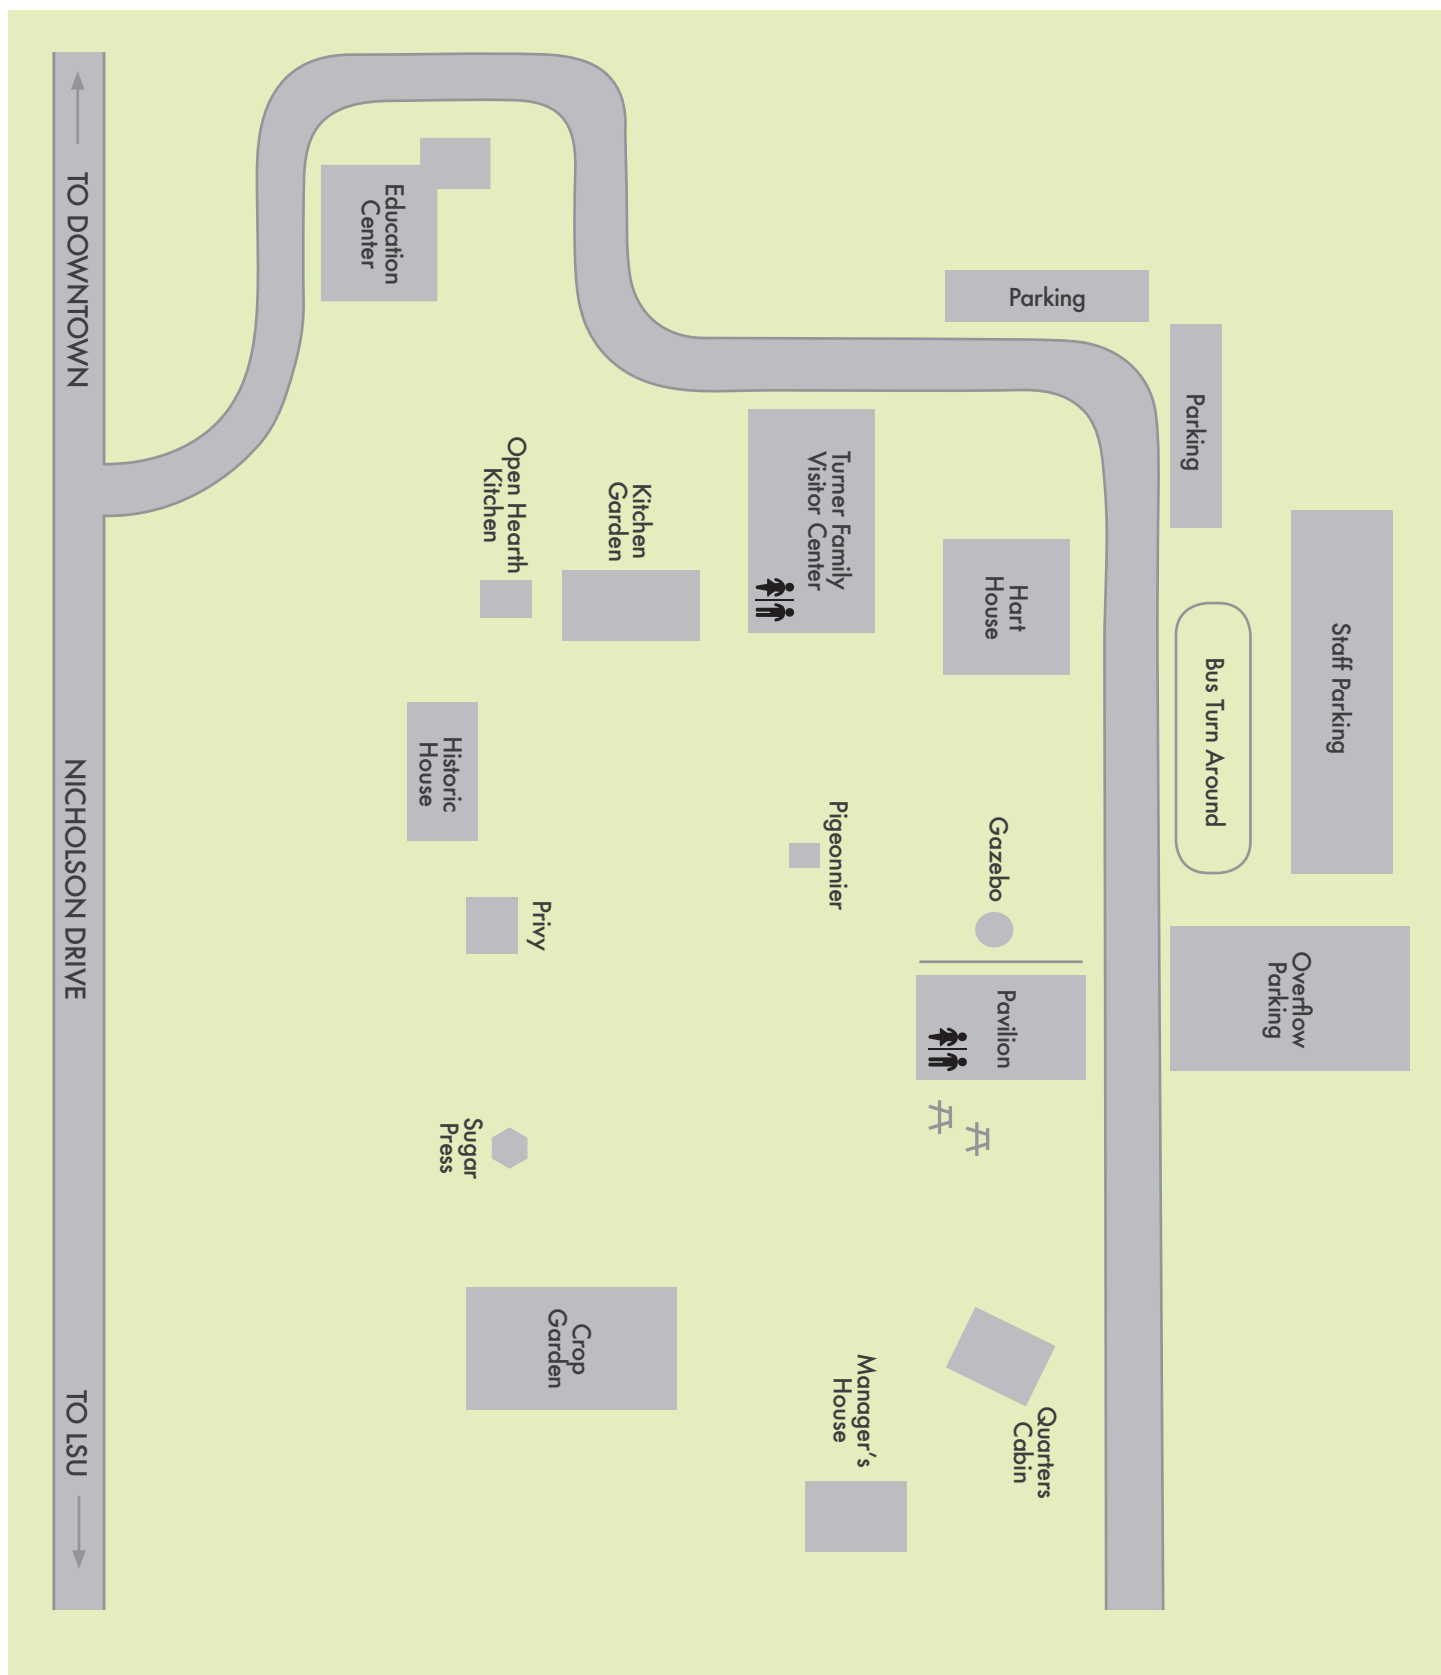 TO DOWNTOWN
NICHOLSON DRIVE
TO LSU
Education
Center
Parking
Parking
Open Hearth
Kitchen
Kitchen
Garden
Turner Family
Visitor Center
Hart
House
Staff Parking
Bus Turn Around
Historic
House
Pigeonnier
Gazebo
Privy
Overflow
Parking
Pavilion
Sugar
Press
Crop
Garden
Manager's
House
Quarters
Cabin